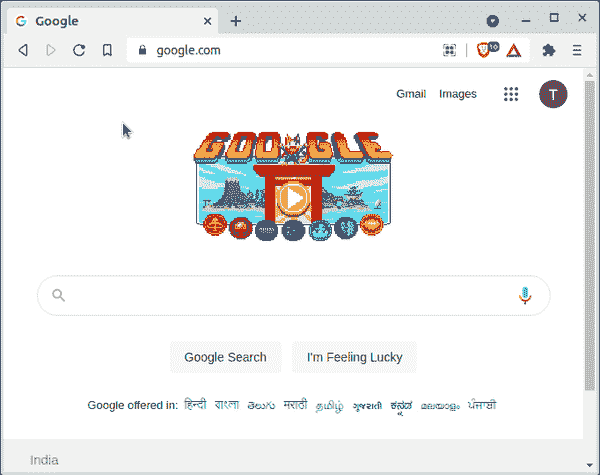 Google
google.com
10
Gmail Images
T
GOOGLE
Google Search I'm Feeling Lucky
Google offered in: हिन्दी বাংলা తెలుగు मराठी தமிழ் ગુજરાતી ಕನ್ನಡ മലയാളം ਪੰਜਾਬੀ
India